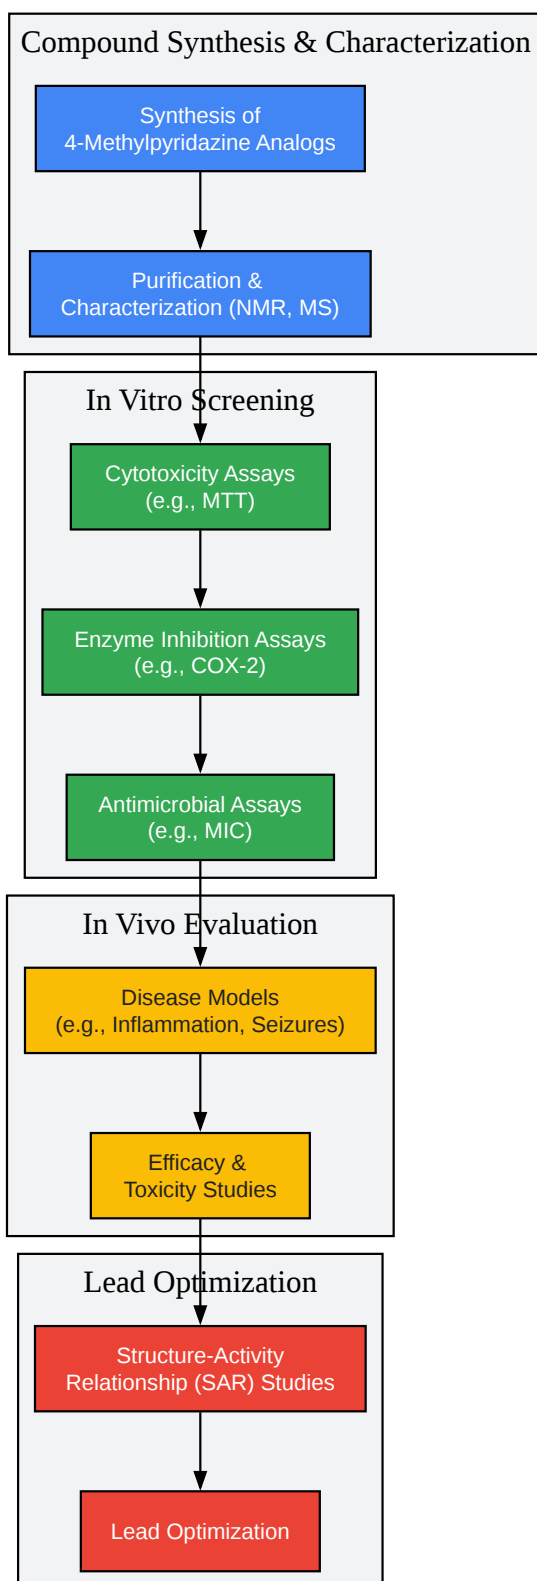 Compound Synthesis & Characterization
Synthesis of
4-Methylpyridazine Analogs
Purification &
Characterization (NMR, MS)
In Vitro Screening
Cytotoxicity Assays
(e.g., MTT)
Enzyme Inhibition Assays
(e.g., COX-2)
Antimicrobial Assays
(e.g., MIC)
In Vivo Evaluation
Disease Models
(e.g., Inflammation, Seizures)
Efficacy &
Toxicity Studies
Lead Optimization
Structure-Activity
Relationship (SAR) Studies
Lead Optimization